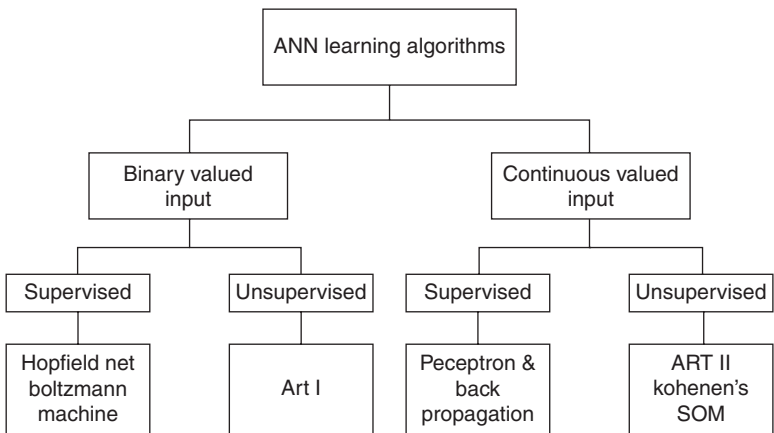 ANN learning algorithms
Binary valued
input
Continuous valued
input
Supervised
Unsupervised
Supervised
Unsupervised
Hopfield net
boltzmann
machine
Art I
Peceptron &
back
propagation
ART II
kohenen's
SOM